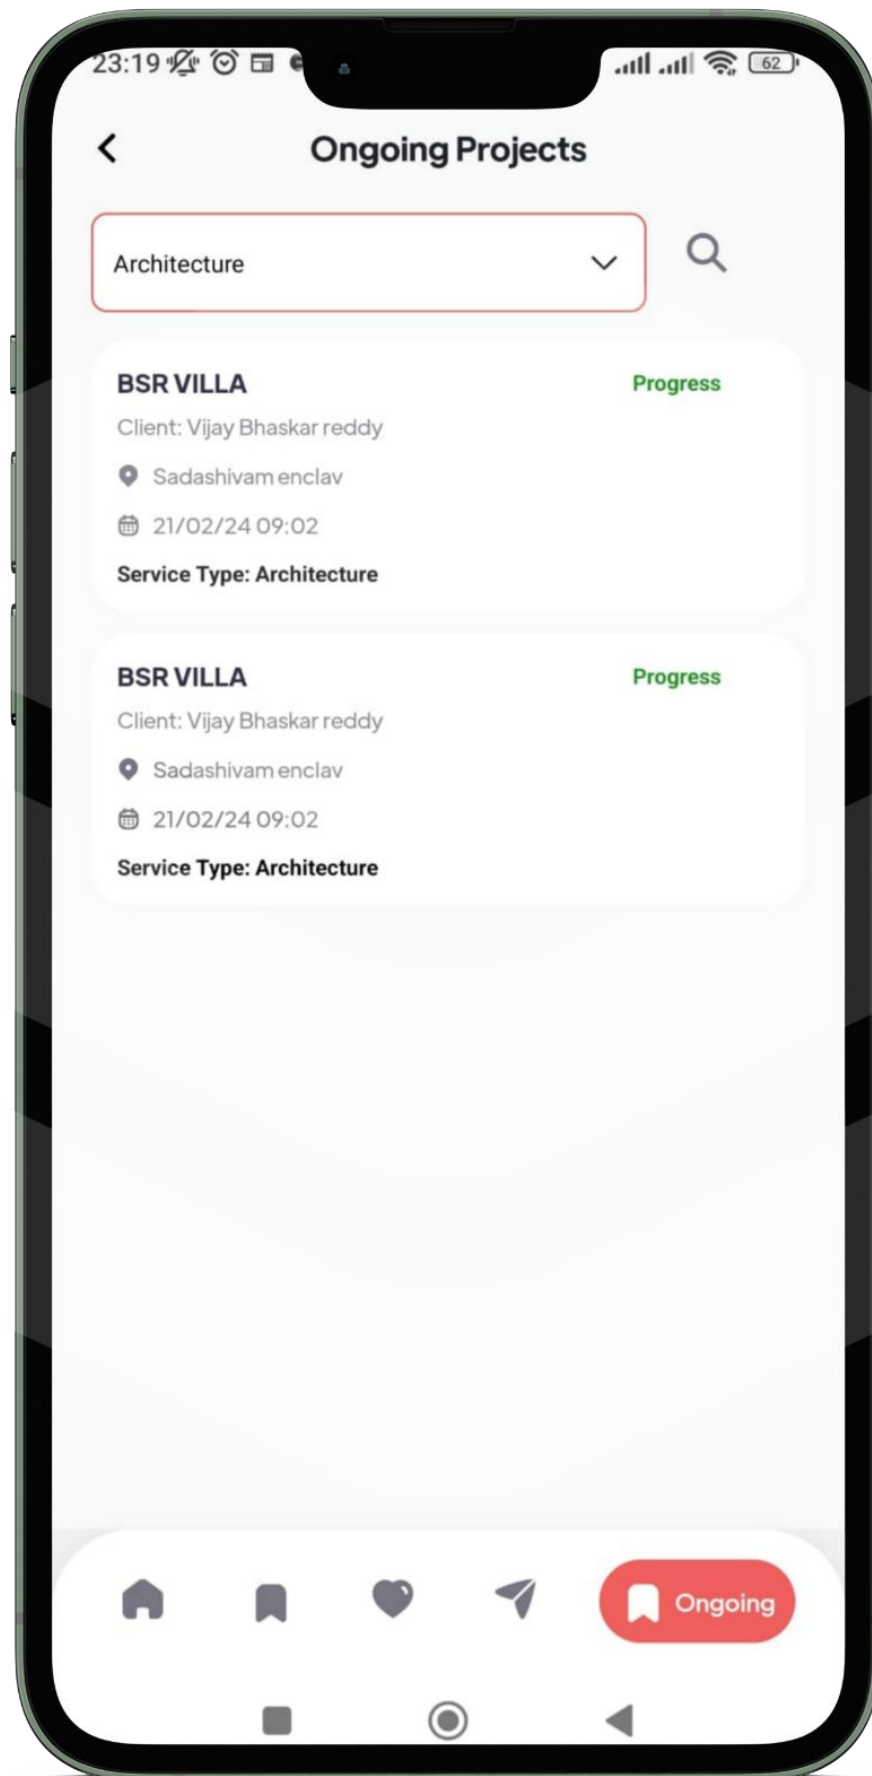 23:19
62
Ongoing Projects
Architecture
BSR VILLA
Progress
Client: Vijay Bhaskar reddy
Sadashivam enclav
21/02/24 09:02
Service Type: Architecture
BSR VILLA
Progress
Client: Vijay Bhaskar reddy
Sadashivam enclav
21/02/24 09:02
Service Type: Architecture
Ongoing